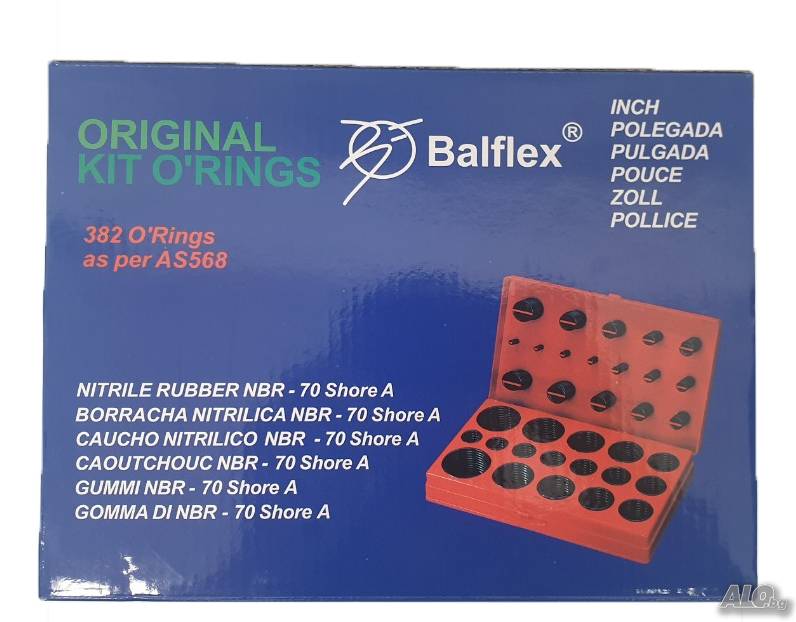 ORIGINAL
KIT O'RINGS
Balflex®
INCH
POLEGADA
PULGADA
POUCE
ZOLL
POLLICE
382 O'Rings
as per AS568
NITRILE RUBBER NBR - 70 Shore A
BORRACHA NITRILICA NBR - 70 Shore A
CAUCHO NITRILICO NBR - 70 Shore A
CAOUTCHOUC NBR - 70 Shore A
GUMMI NBR - 70 Shore A
GOMMA DI NBR - 70 Shore A
ALO.bg